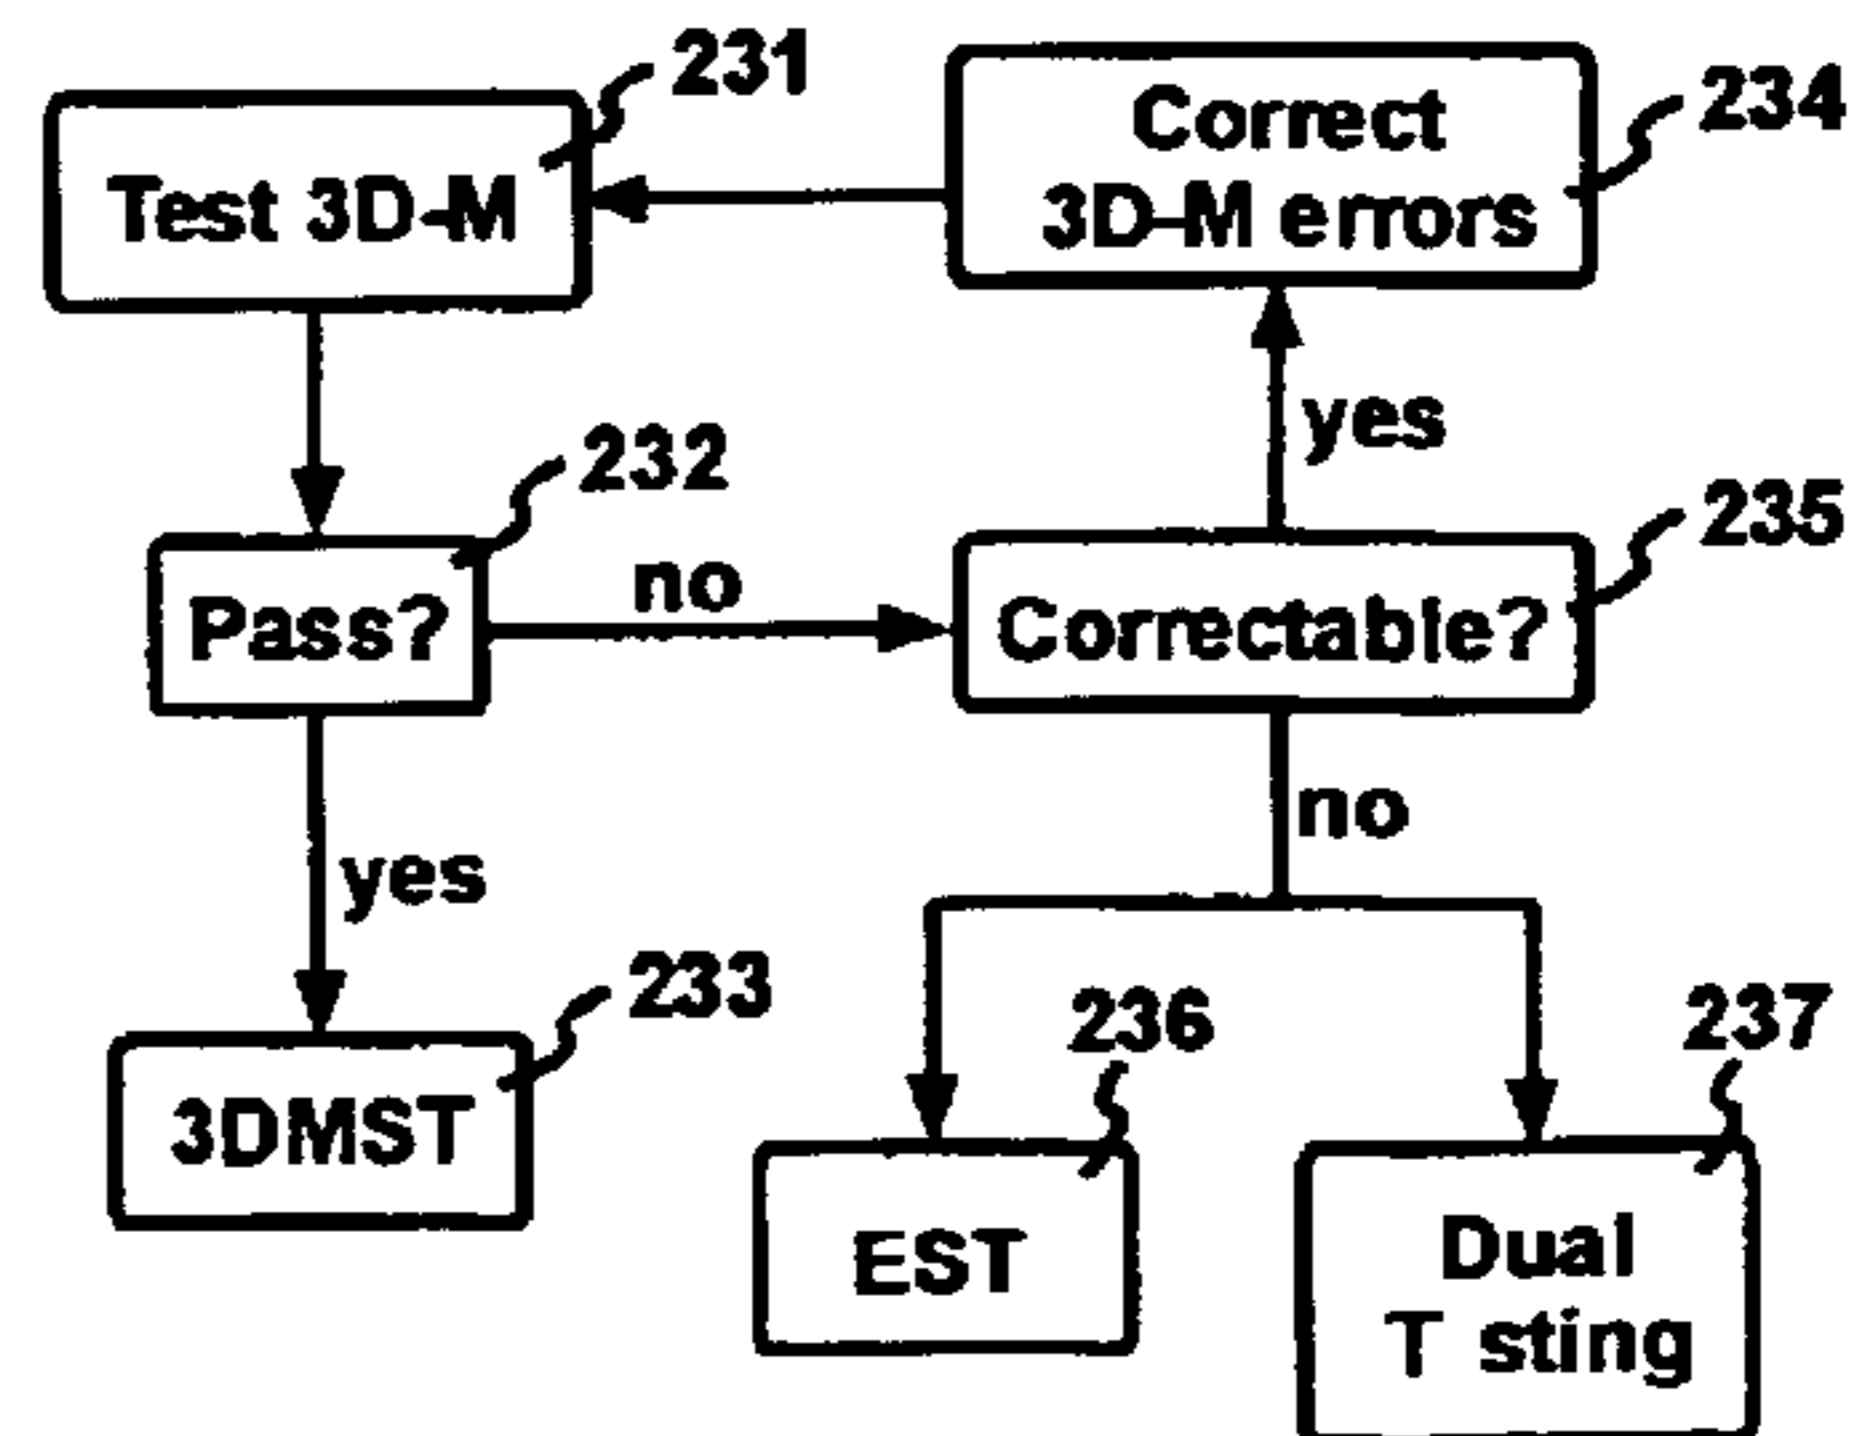 231
Test 3D-M
Correct
3D-M errors
234
232
Pass?
no
yes
Correctable?
235
yes
no
3DMST
233
236
EST
237
Dual
T sting